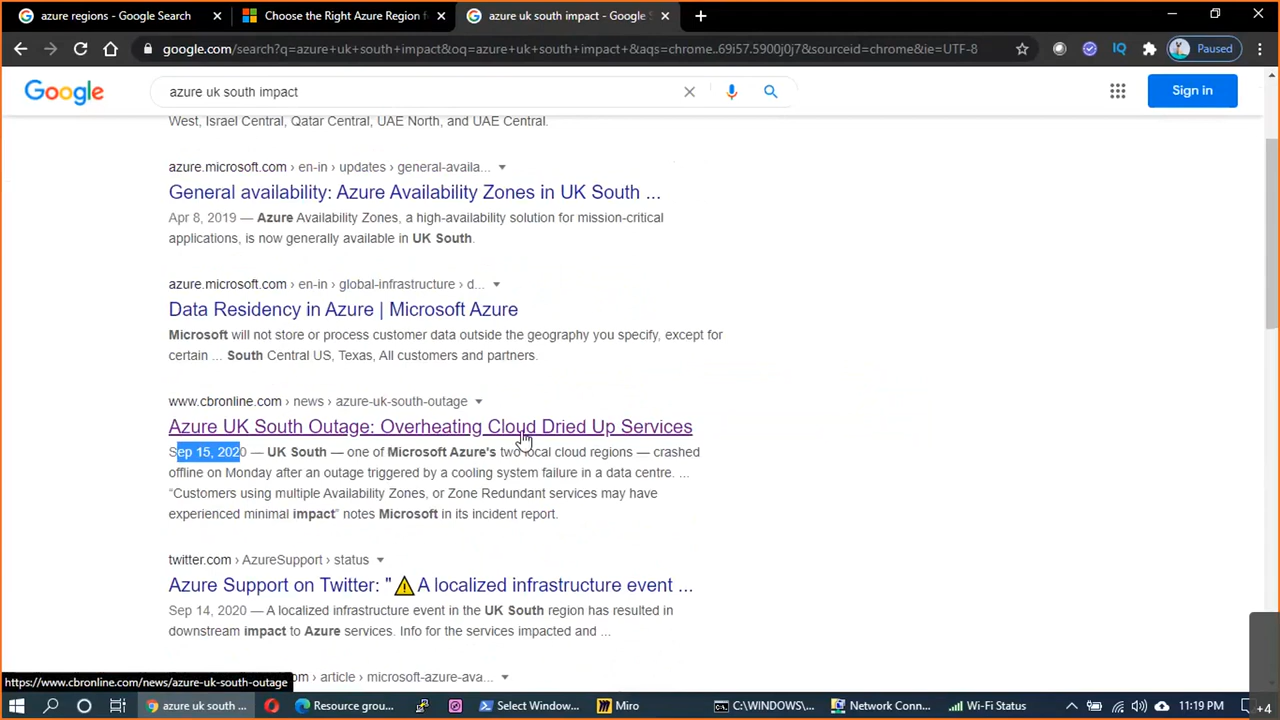 azure regions - Google Search
Choose the Right Azure Region f
azure uk south impact - Google S
google.com/search?q=azure+uk+south+impact&oq=azure+uk+south+impact+&aqs=chrome..69i57.5900j0j7&sourceid=chrome&ie=UTF-8
IQ
Paused
Google
azure uk south impact
Sign in
West, Israel Central, Qatar Central, UAE North, and UAE Central.
azure.microsoft.com › en-in › updates › general-availa...
General availability: Azure Availability Zones in UK South ...
Apr 8, 2019 — Azure Availability Zones, a high-availability solution for mission-critical
applications, is now generally available in UK South.
azure.microsoft.com › en-in › global-infrastructure › d...
Data Residency in Azure | Microsoft Azure
Microsoft will not store or process customer data outside the geography you specify, except for
certain ... South Central US, Texas, All customers and partners.
www.cbronline.com › news › azure-uk-south-outage
Azure UK South Outage: Overheating Cloud Dried Up Services
Sep 15, 2020 — UK South — one of Microsoft Azure's two local cloud regions — crashed
offline on Monday after an outage triggered by a cooling system failure in a data centre. ...
“Customers using multiple Availability Zones, or Zone Redundant services may have
experienced minimal impact” notes Microsoft in its incident report.
twitter.com › AzureSupport › status
Azure Support on Twitter: "⚠️ A localized infrastructure event ...
Sep 14, 2020 — A localized infrastructure event in the UK South region has resulted in
downstream impact to Azure services. Info for the services impacted and ...
https://www.cbronline.com/news/azure-uk-south-outage
om › article › microsoft-azure-ava...
azure uk south ...
Resource grou...
Select Window...
Miro
C:\WINDOWS\...
Network Conn...
Wi-Fi Status
11:19 PM
+4